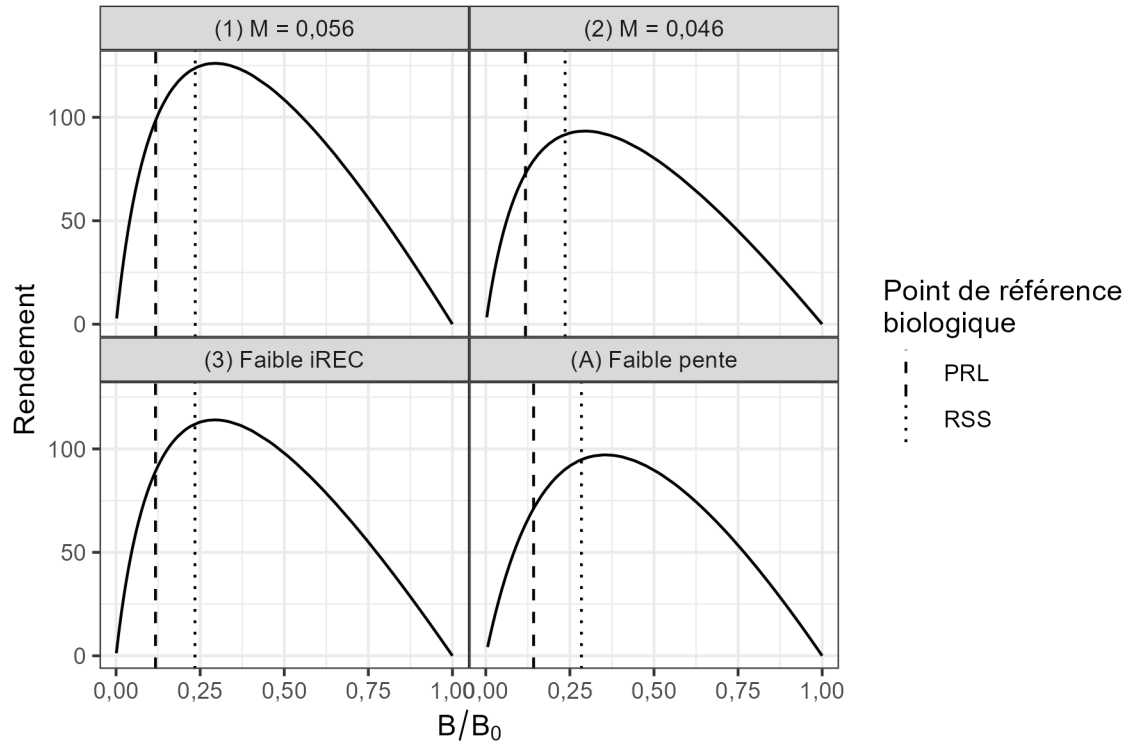 (1) M = 0,056
(2) M = 0,046
100
50
0
(3) Faible iREC
(A) Faible pente
100
50
0
0,00 0,25 0,50 0,75 1,00
0,00 0,25 0,50 0,75 1,00
Rendement
B/B₀
Point de référence
biologique
PRL
RSS